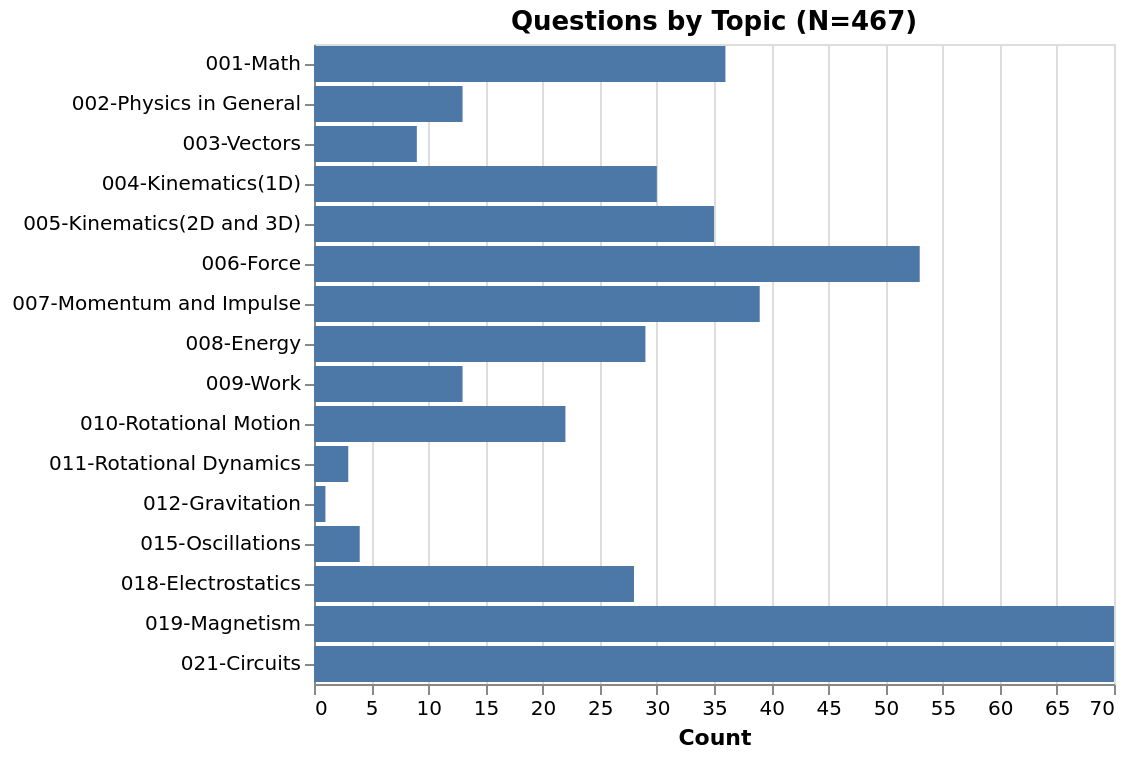 Questions by Topic (N=467)
001-Math
002-Physics in General
003-Vectors
004-Kinematics(1D)
005-Kinematics(2D and 3D)
006-Force
007-Momentum and Impulse
008-Energy
009-Work
010-Rotational Motion
011-Rotational Dynamics
012-Gravitation
015-Oscillations
018-Electrostatics
019-Magnetism
021-Circuits
0 5 10 15 20 25 30 35 40 45 50 55 60 65 70
Count